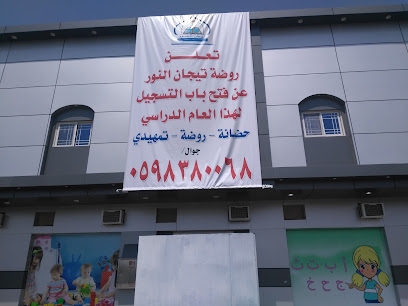 تعلن
روضة تيجان النور
عن فتح باب التسجيل
لهذا العام الدراسي
حضانة - روضة - تمهيدي
جوال:
٠٥٩٨٣٨٠٠٦٨
أ ب ت ث
ج ح خ